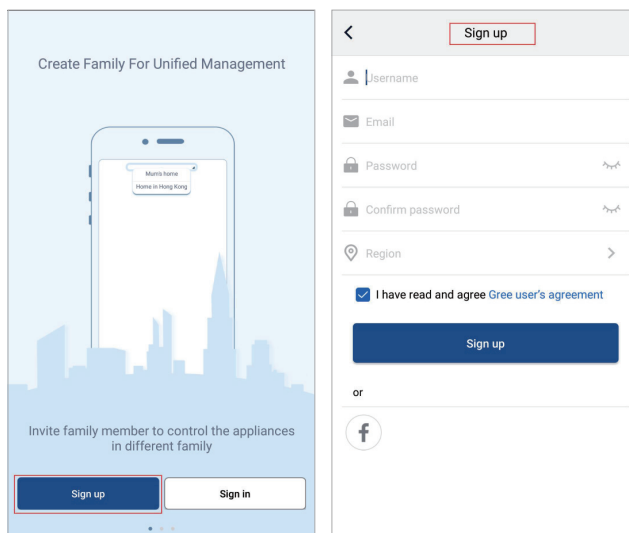 Create Family For Unified Management
Mum's home
Home in Hong Kong
Invite family member to control the appliances
in different family
Sign up
Sign in
Sign up
Username
Email
Password
Confirm password
Region
I have read and agree Gree user's agreement
Sign up
or
f